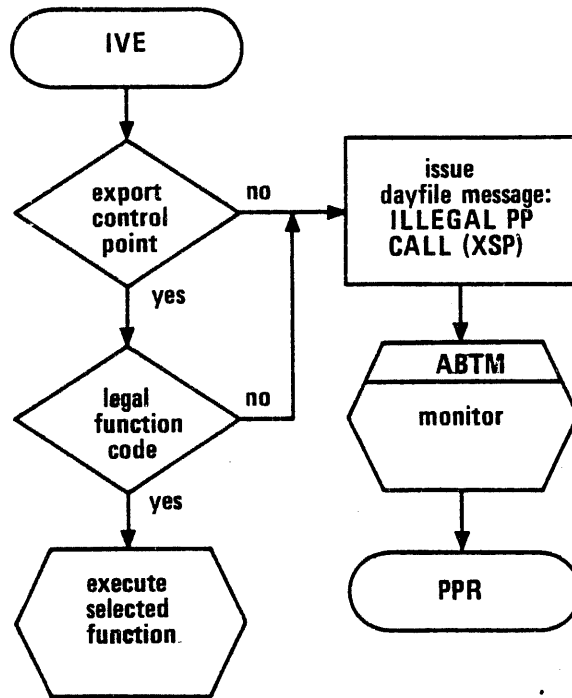 IVE
export
control
point
no
yes
legal
function
code
no
yes
execute
selected
function
issue
dayfile message:
ILLEGAL PP
CALL (XSP)
ABTM
monitor
PPR